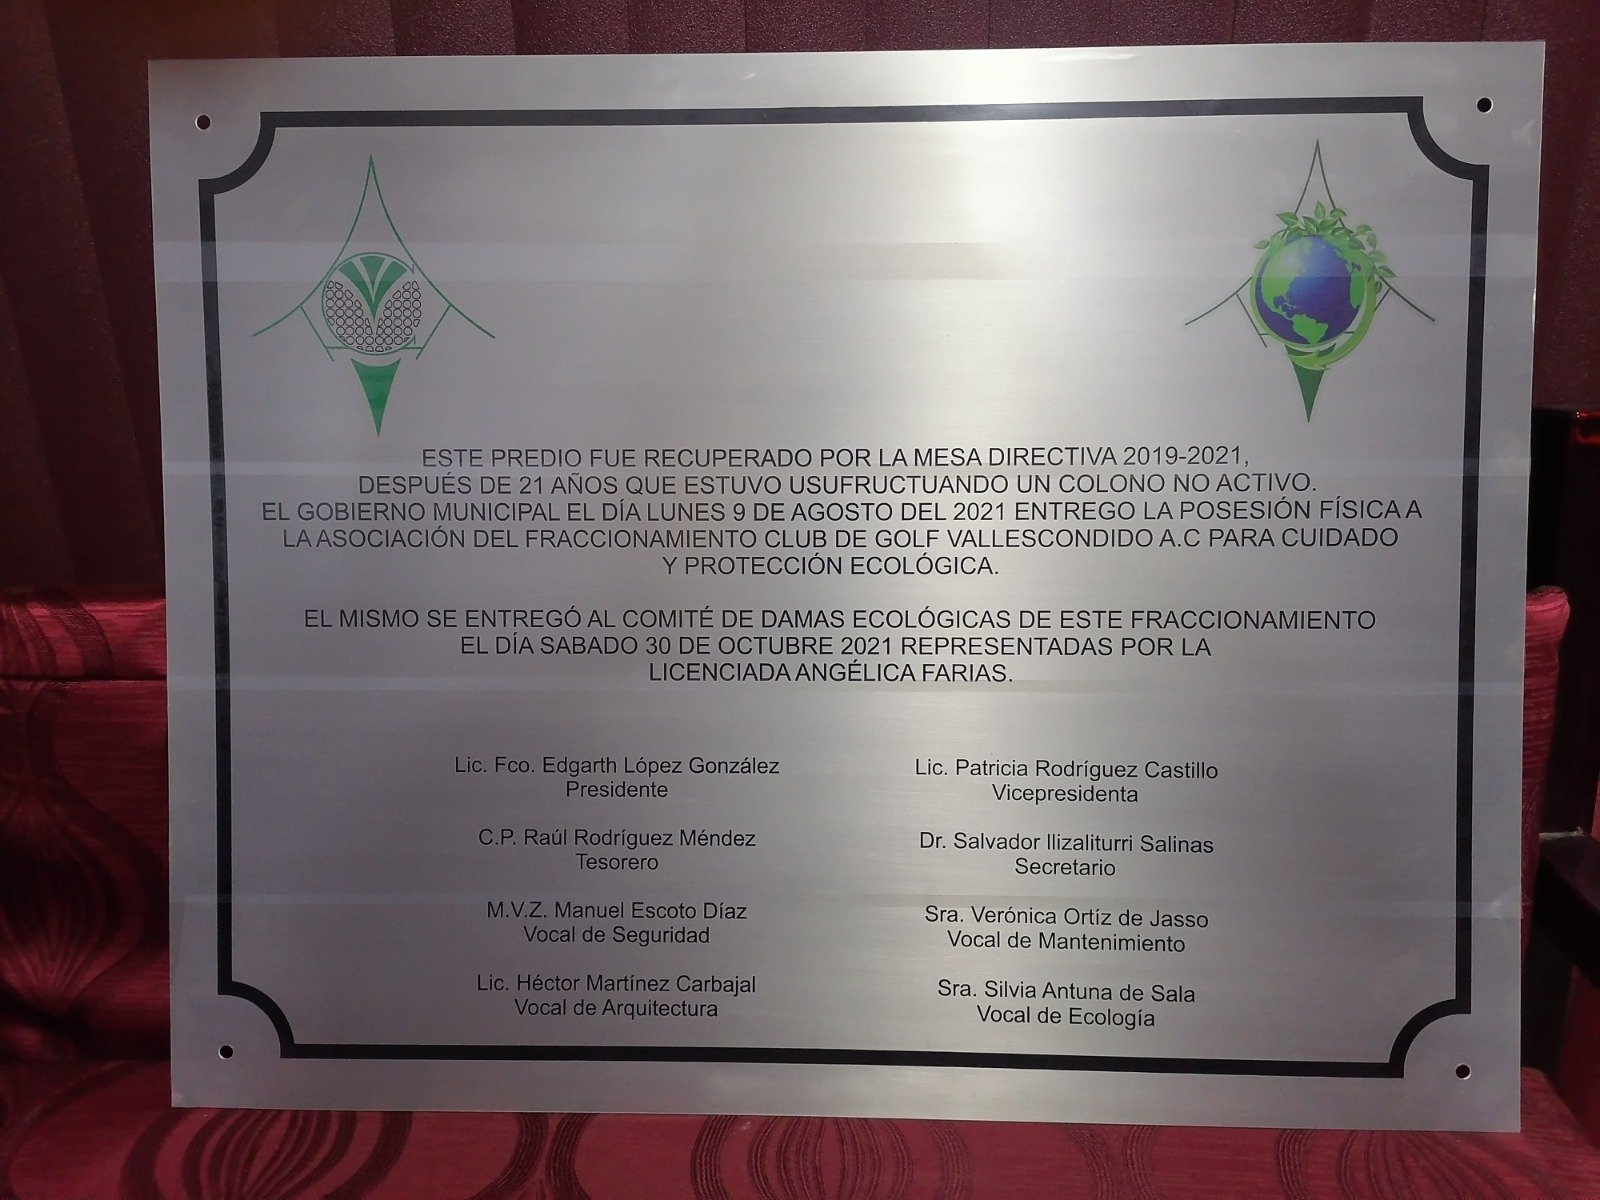 ESTE PREDIO FUE RECUPERADO POR LA MESA DIRECTIVA 2019-2021,
DESPUÉS DE 21 AÑOS QUE ESTUVO USUFRUCTUANDO UN COLONO NO ACTIVO.
EL GOBIERNO MUNICIPAL EL DÍA LUNES 9 DE AGOSTO DEL 2021 ENTREGO LA POSESIÓN FÍSICA A
LA ASOCIACIÓN DEL FRACCIONAMIENTO CLUB DE GOLF VALLESCONDIDO A.C PARA CUIDADO
Y PROTECCIÓN ECOLÓGICA.
EL MISMO SE ENTREGÓ AL COMITÉ DE DAMAS ECOLÓGICAS DE ESTE FRACCIONAMIENTO
EL DÍA SABADO 30 DE OCTUBRE 2021 REPRESENTADAS POR LA
LICENCIADA ANGÉLICA FARIAS.
Lic. Fco. Edgarth López González
Presidente
Lic. Patricia Rodríguez Castillo
Vicepresidenta
C.P. Raúl Rodríguez Méndez
Tesorero
Dr. Salvador Ilizaliturri Salinas
Secretario
M.V.Z. Manuel Escoto Díaz
Vocal de Seguridad
Sra. Verónica Ortíz de Jasso
Vocal de Mantenimiento
Lic. Héctor Martínez Carbajal
Vocal de Arquitectura
Sra. Silvia Antuna de Sala
Vocal de Ecología